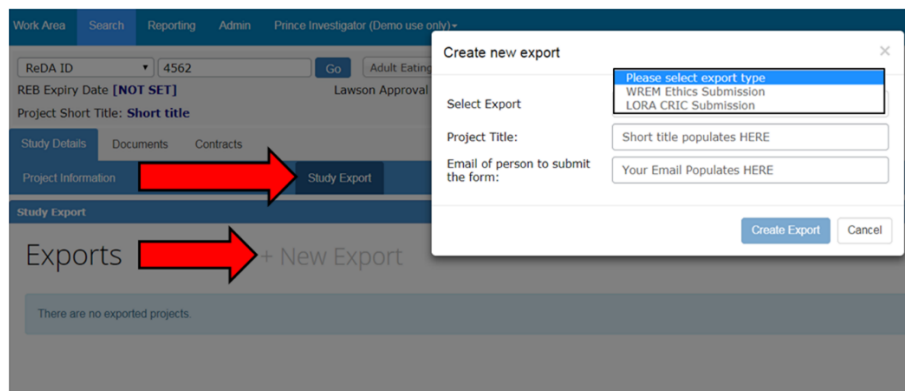 Work Area Search Reporting Admin Prince Investigator (Demo use only)
ReDA ID 4562 Go Adult Eating
REB Expiry Date [NOT SET] Lawson Approval
Project Short Title: Short title
Study Details Documents Contracts
Project Information Study Export
Study Export
Exports + New Export
There are no exported projects.
Create new export ×
Please select export type
Select Export WREM Ethics Submission
LORA CRIC Submission
Project Title: Short title populates HERE
Email of person to submit
the form: Your Email Populates HERE
Create Export Cancel